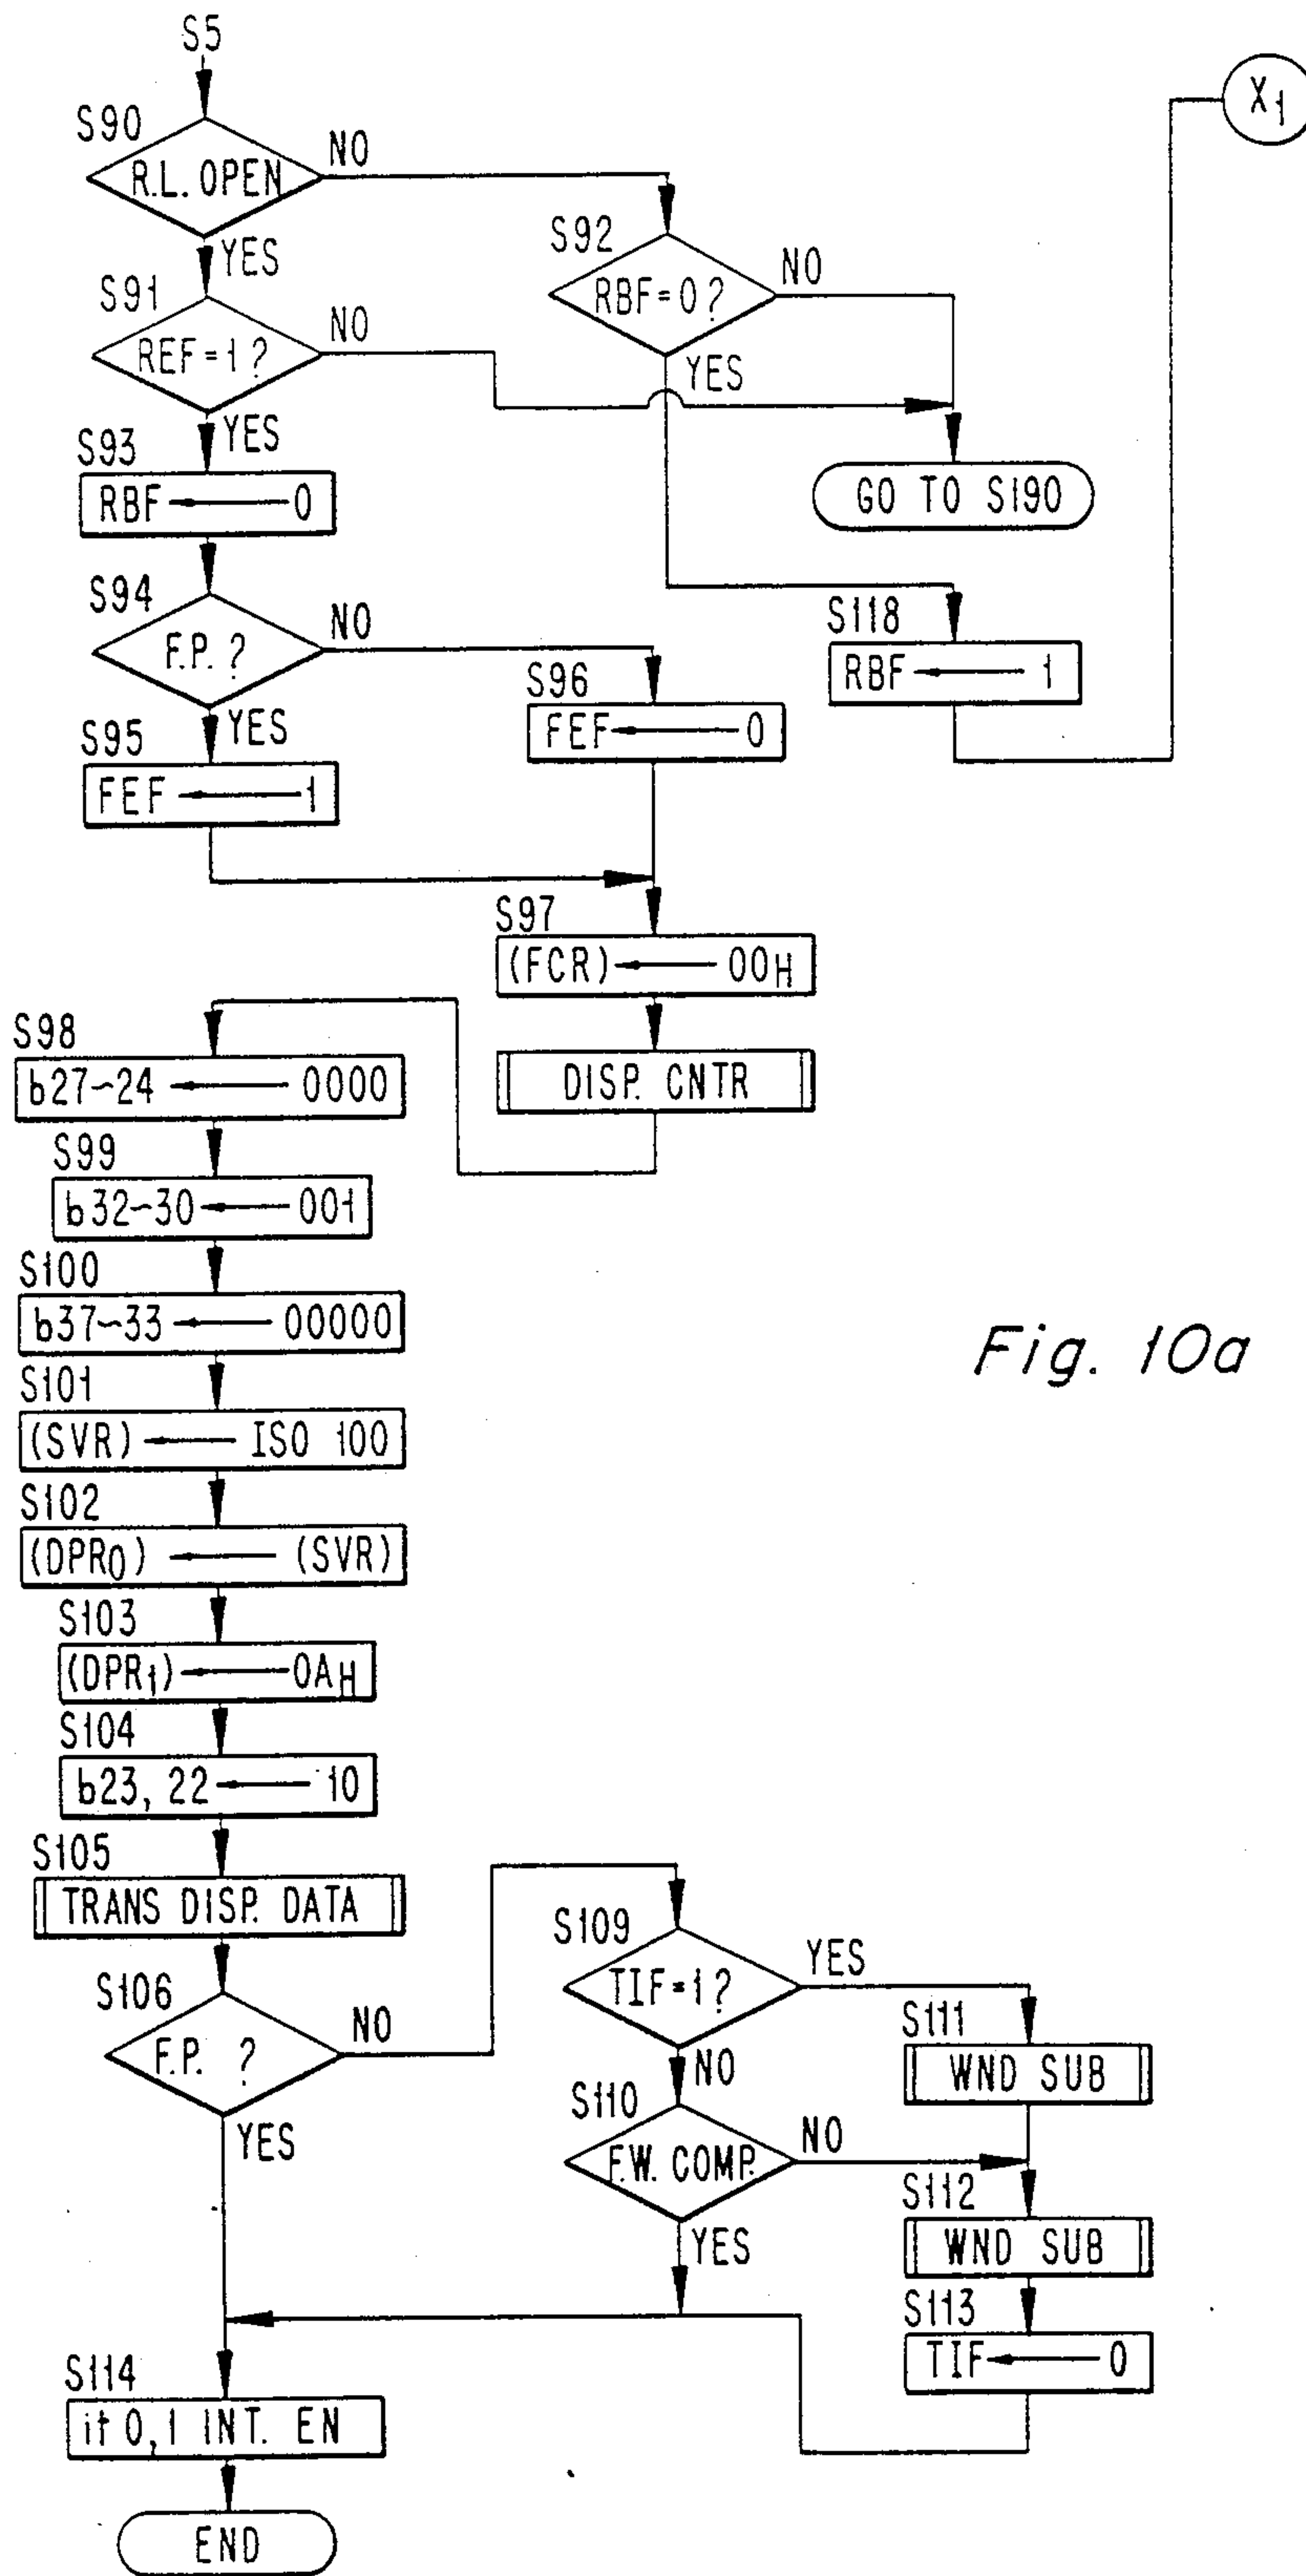 S5
X1
S90
R.L. OPEN
NO
YES
S92
RBF=0?
NO
YES
S91
REF=1?
NO
YES
GO TO S190
S93
RBF ← 0
S94
F.P. ?
NO
YES
S118
RBF ← 1
S96
FEF ← 0
S95
FEF ← 1
S97
(FCR) ← 00H
DISP. CNTR
S98
b27~24 ← 0000
S99
b32~30 ← 001
S100
b37~33 ← 00000
Fig. 10a
S101
(SVR) ← ISO 100
S102
(DPR0) ← (SVR)
S103
(DPR1) ← 0AH
S104
b23, 22 ← 10
S105
TRANS DISP. DATA
S106
F.P. ?
NO
YES
S109
TIF=1?
YES
NO
S111
WND SUB
S110
F.W. COMP.
NO
YES
S112
WND SUB
S113
TIF ← 0
S114
it 0,1 INT. EN
END